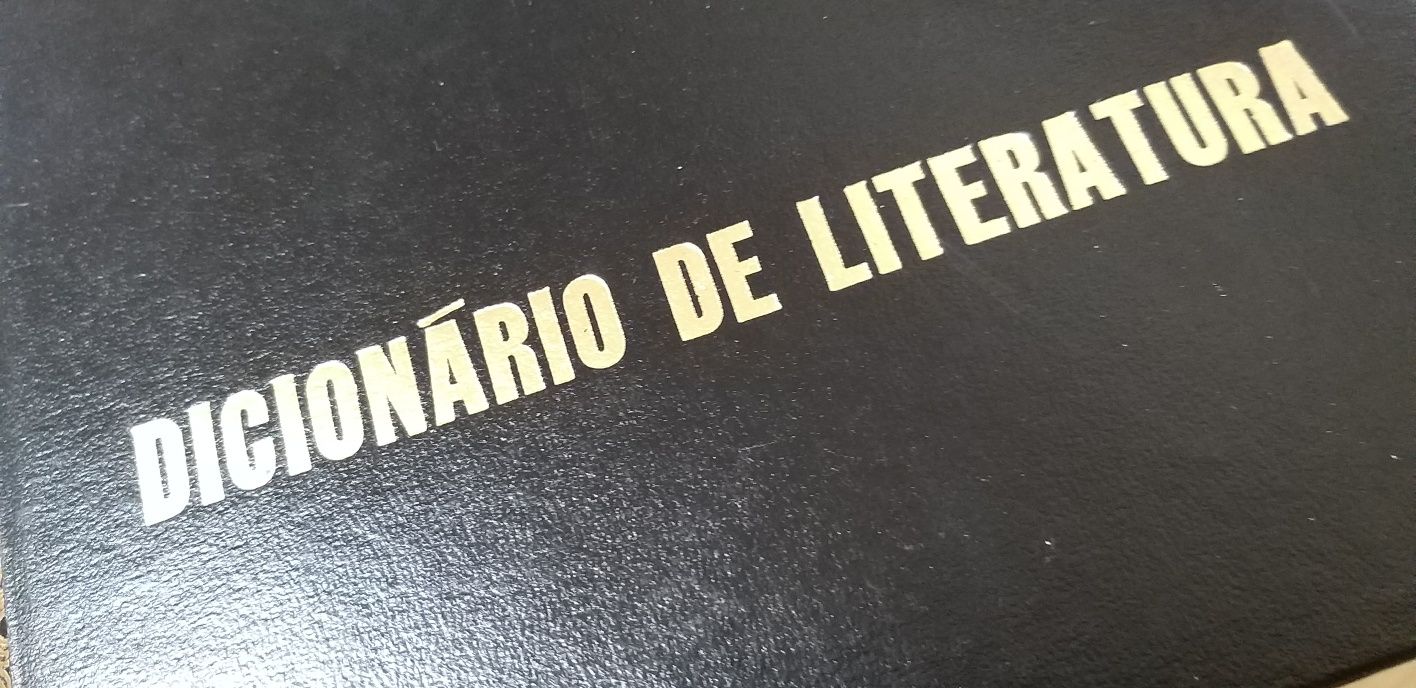 DICIONÁRIO DE LITERATURA